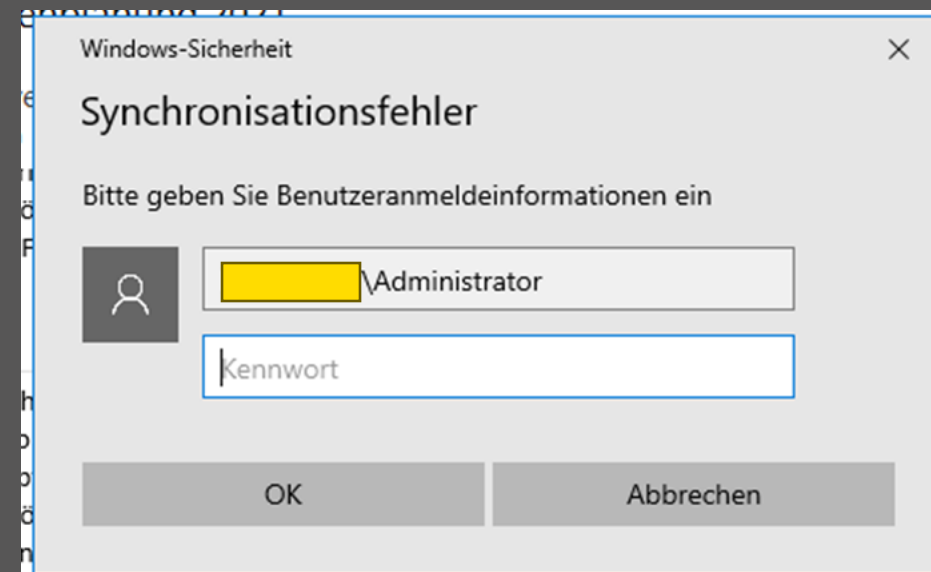 Windows-Sicherheit
Synchronisationsfehler
Bitte geben Sie Benutzeranmeldeinformationen ein
\Administrator
Kennwort
OK Abbrechen